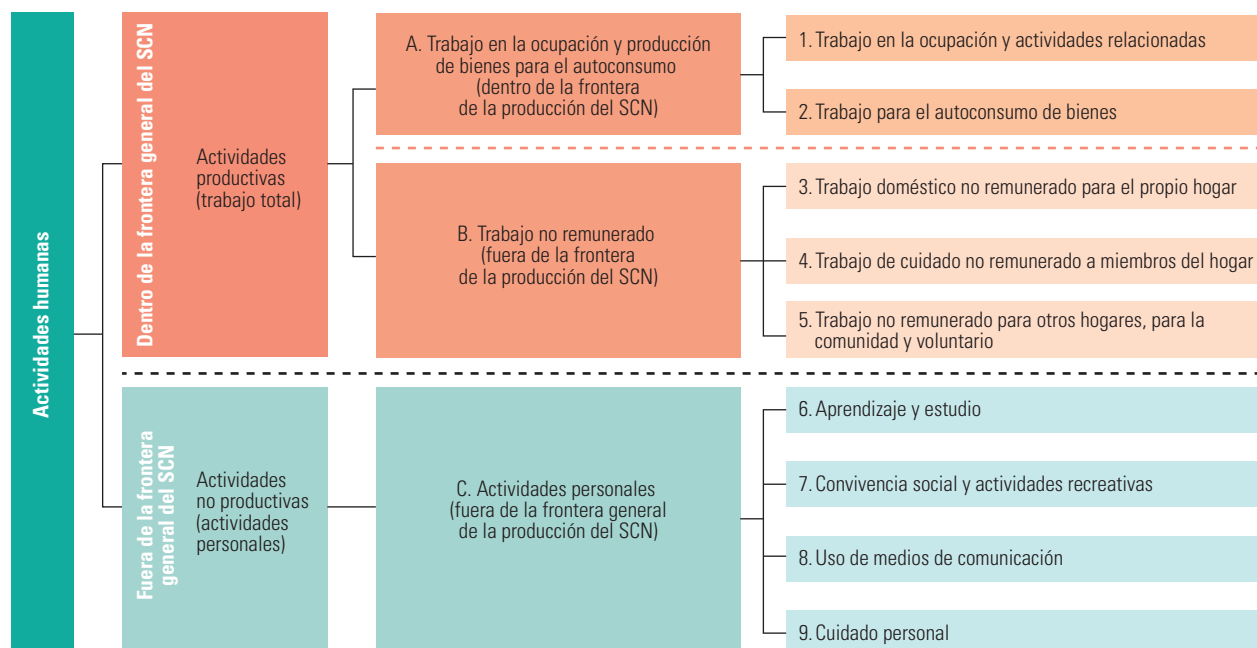 Actividades humanas
Dentro de la frontera general del SCN
Actividades
productivas
(trabajo total)
A. Trabajo en la ocupación y producción
de bienes para el autoconsumo
(dentro de la frontera
de la producción del SCN)
1. Trabajo en la ocupación y actividades relacionadas
2. Trabajo para el autoconsumo de bienes
B. Trabajo no remunerado
(fuera de la frontera
de la producción del SCN)
3. Trabajo doméstico no remunerado para el propio hogar
4. Trabajo de cuidado no remunerado a miembros del hogar
5. Trabajo no remunerado para otros hogares, para la
comunidad y voluntario
Fuera de la frontera
general del SCN
Actividades
no productivas
(actividades
personales)
C. Actividades personales
(fuera de la frontera general
de la producción del SCN)
6. Aprendizaje y estudio
7. Convivencia social y actividades recreativas
8. Uso de medios de comunicación
9. Cuidado personal